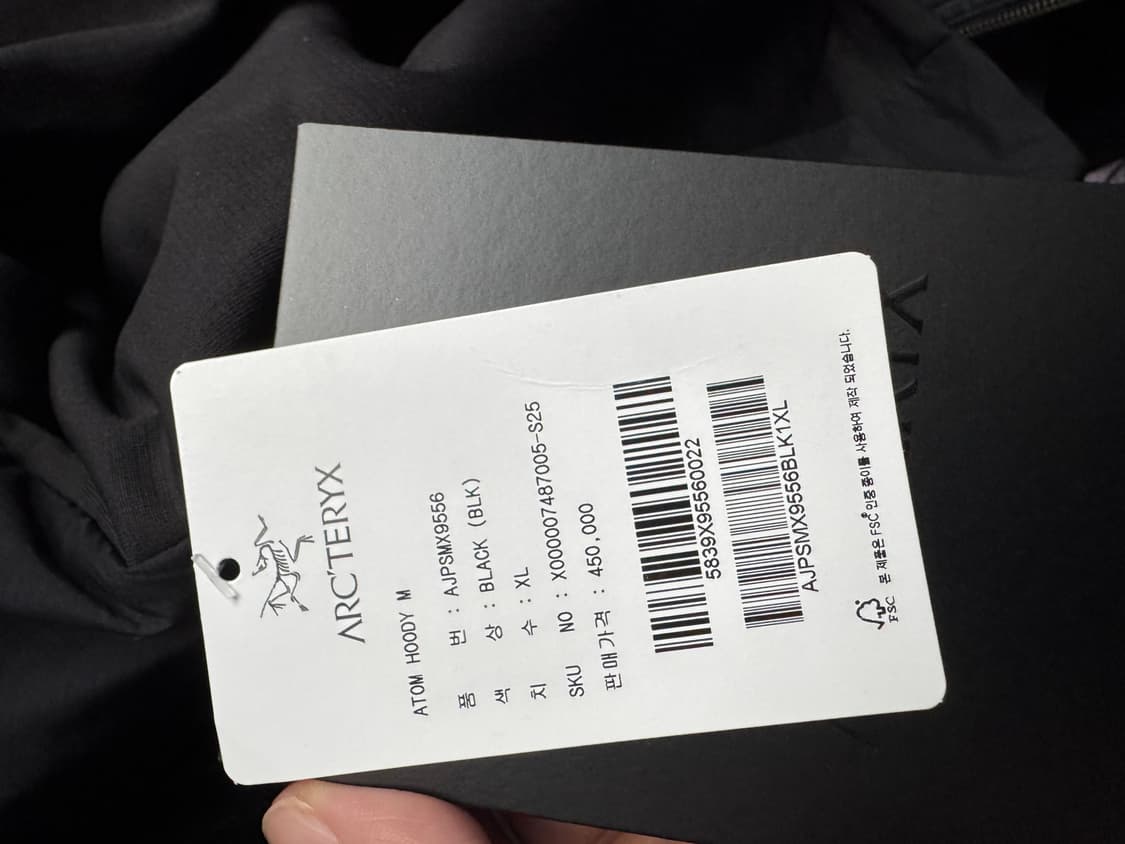 ARC'TERYX
ATOM HOODY M
품 번 : AJPSMX9556
색 상 : BLACK (BLK)
치 수 : XL
SKU NO : X000007487005-S25
판매가격 : 450,000
5839X95560022
AJPSMX9556BLK1XL
FSC
본 제품은 FSC® 인증 종이를 사용하여 제작 되었습니다.